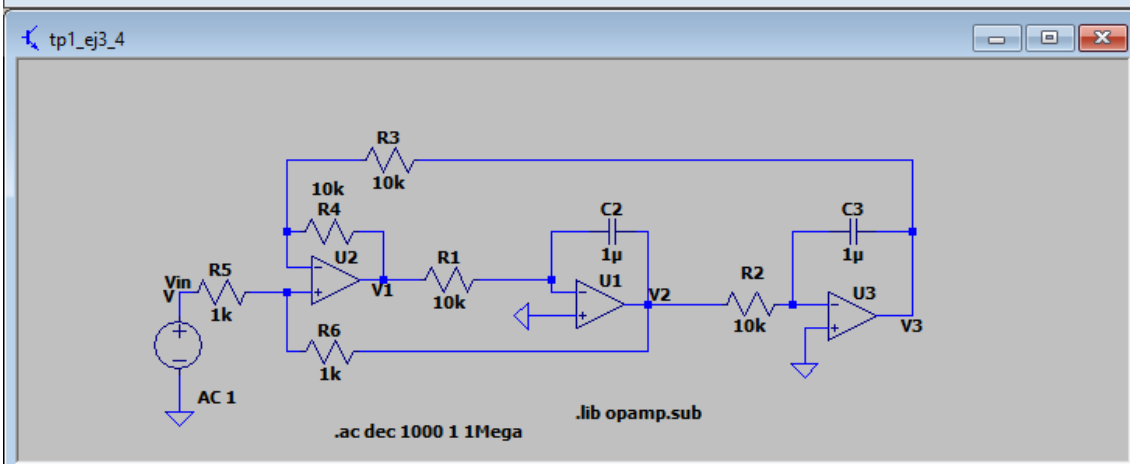 tp1_ej3_4
R3
10k
10k
R4
C2
1µ
C3
1µ
Vin
V
R5
1k
U2
V1
R1
10k
U1
V2
R2
10k
U3
V3
R6
1k
AC 1
.ac dec 1000 1 1Mega
.lib opamp.sub